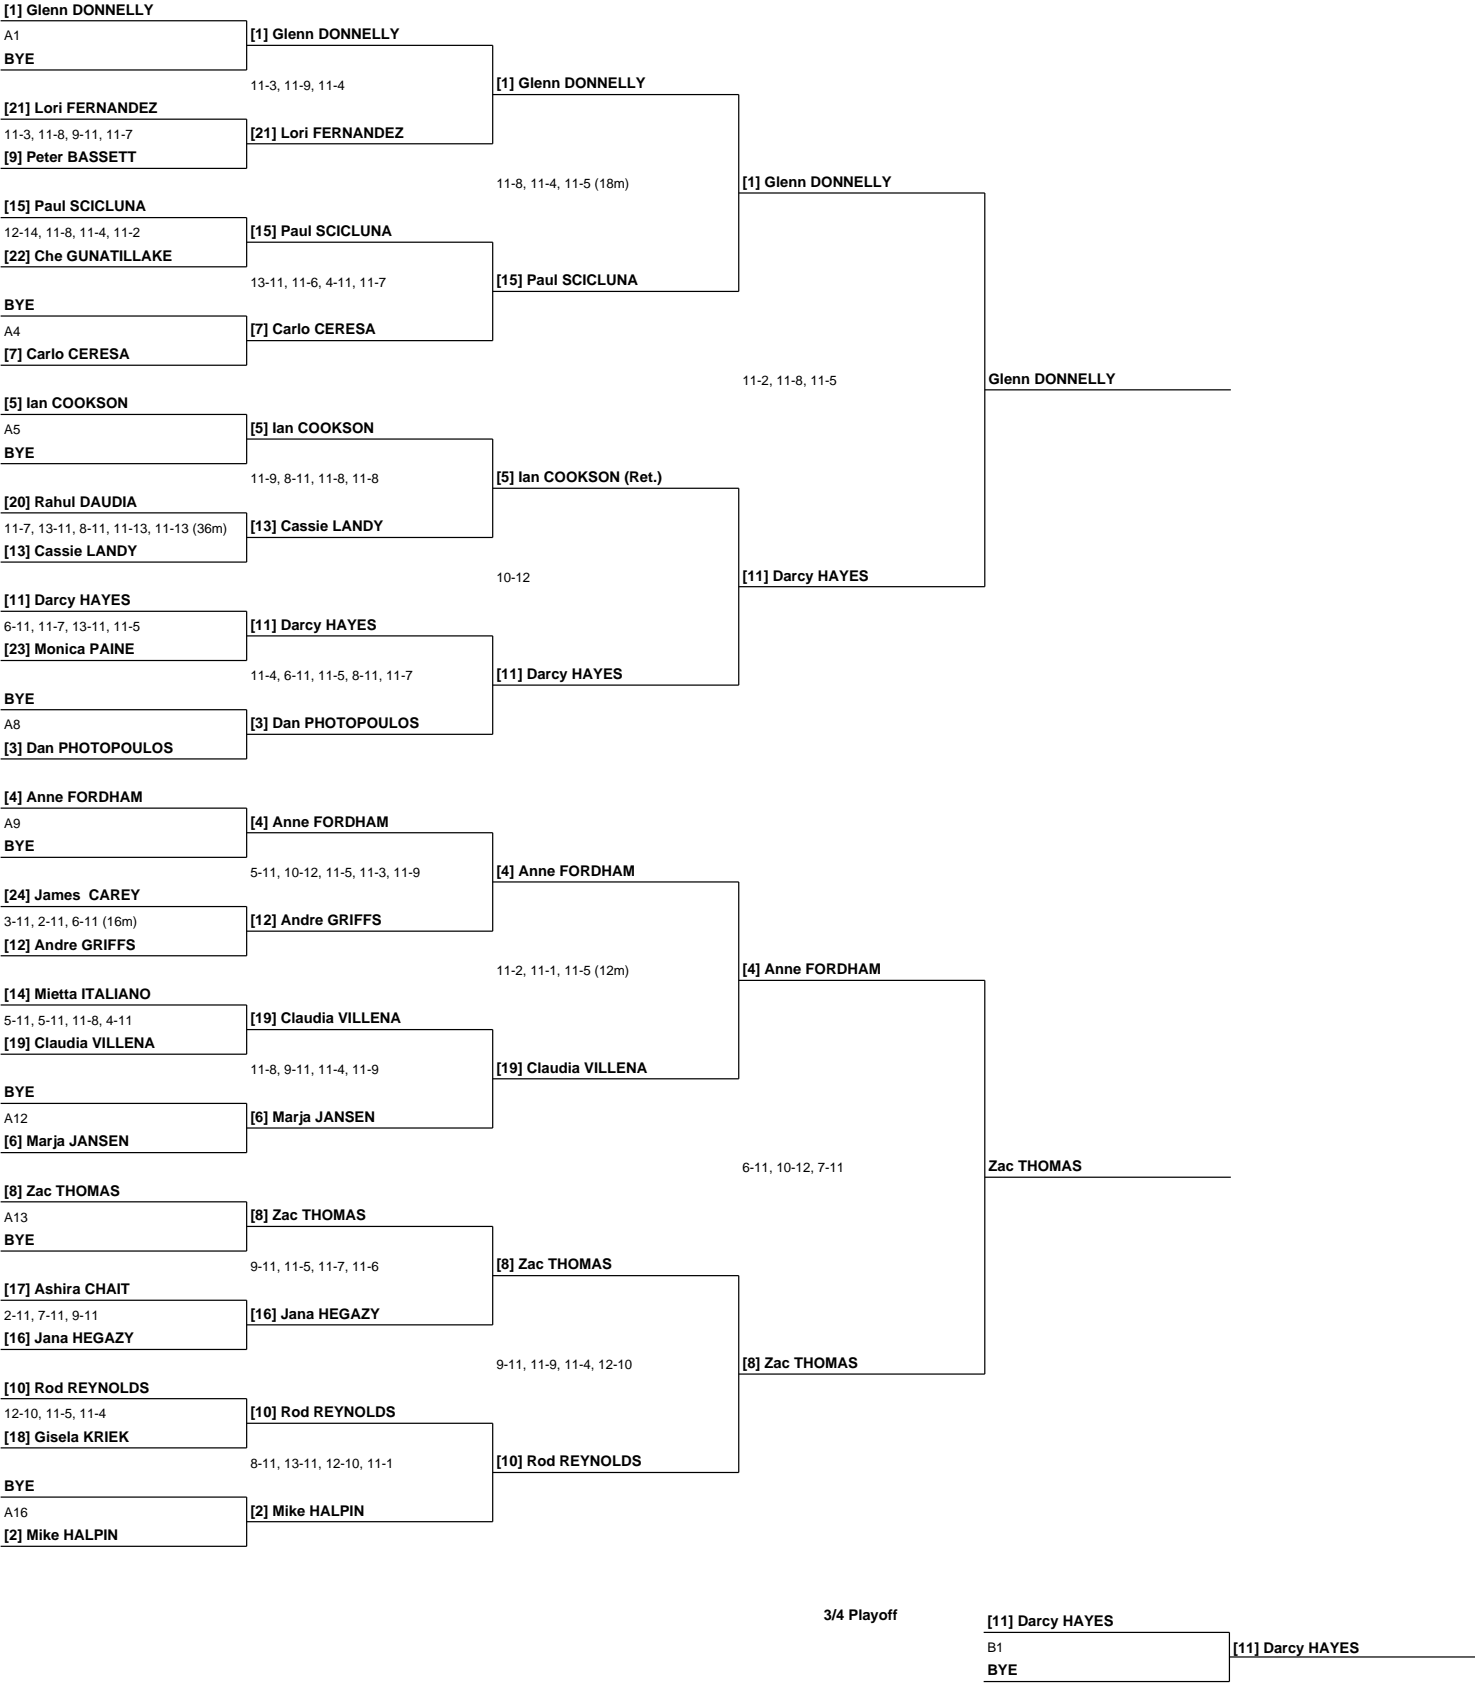 [1] Glenn DONNELLY
A1
BYE
[1] Glenn DONNELLY
11-3, 11-9, 11-4
[1] Glenn DONNELLY
[21] Lori FERNANDEZ
11-3, 11-8, 9-11, 11-7
[9] Peter BASSETT
[21] Lori FERNANDEZ
11-8, 11-4, 11-5 (18m)
[1] Glenn DONNELLY
[15] Paul SCICLUNA
12-14, 11-8, 11-4, 11-2
[22] Che GUNATILLAKE
[15] Paul SCICLUNA
13-11, 11-6, 4-11, 11-7
[15] Paul SCICLUNA
BYE
A4
[7] Carlo CERESA
[7] Carlo CERESA
11-2, 11-8, 11-5
Glenn DONNELLY
[5] Ian COOKSON
A5
BYE
[5] Ian COOKSON
11-9, 8-11, 11-8, 11-8
[5] Ian COOKSON (Ret.)
[20] Rahul DAUDIA
11-7, 13-11, 8-11, 11-13, 11-13 (36m)
[13] Cassie LANDY
[13] Cassie LANDY
10-12
[11] Darcy HAYES
[11] Darcy HAYES
6-11, 11-7, 13-11, 11-5
[23] Monica PAINE
[11] Darcy HAYES
11-4, 6-11, 11-5, 8-11, 11-7
[11] Darcy HAYES
BYE
A8
[3] Dan PHOTOPOULOS
[3] Dan PHOTOPOULOS
[4] Anne FORDHAM
A9
BYE
[4] Anne FORDHAM
5-11, 10-12, 11-5, 11-3, 11-9
[4] Anne FORDHAM
[24] James  CAREY
3-11, 2-11, 6-11 (16m)
[12] Andre GRIFFS
[12] Andre GRIFFS
11-2, 11-1, 11-5 (12m)
[4] Anne FORDHAM
[14] Mietta ITALIANO
5-11, 5-11, 11-8, 4-11
[19] Claudia VILLENA
[19] Claudia VILLENA
11-8, 9-11, 11-4, 11-9
[19] Claudia VILLENA
BYE
A12
[6] Marja JANSEN
[6] Marja JANSEN
6-11, 10-12, 7-11
Zac THOMAS
[8] Zac THOMAS
A13
BYE
[8] Zac THOMAS
9-11, 11-5, 11-7, 11-6
[8] Zac THOMAS
[17] Ashira CHAIT
2-11, 7-11, 9-11
[16] Jana HEGAZY
[16] Jana HEGAZY
9-11, 11-9, 11-4, 12-10
[8] Zac THOMAS
[10] Rod REYNOLDS
12-10, 11-5, 11-4
[18] Gisela KRIEK
[10] Rod REYNOLDS
8-11, 13-11, 12-10, 11-1
[10] Rod REYNOLDS
BYE
A16
[2] Mike HALPIN
[2] Mike HALPIN
3/4 Playoff
[11] Darcy HAYES
B1
BYE
[11] Darcy HAYES